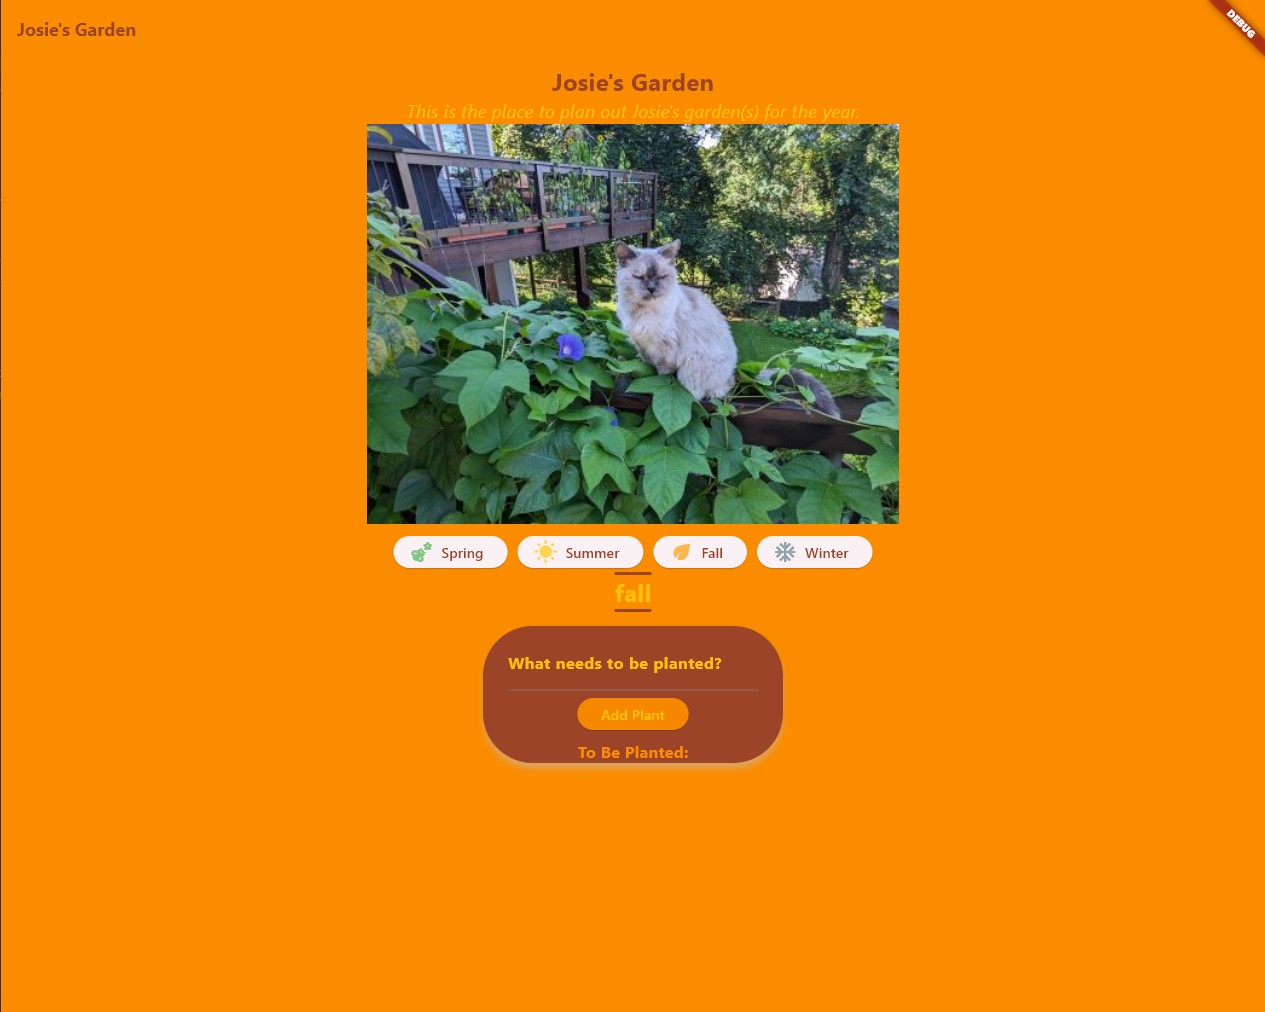 Josie's Garden
DEBUG
Josie's Garden
This is the place to plan out Josie's garden(s) for the year.
Spring Summer Fall Winter
fall
What needs to be planted?
Add Plant
To Be Planted: